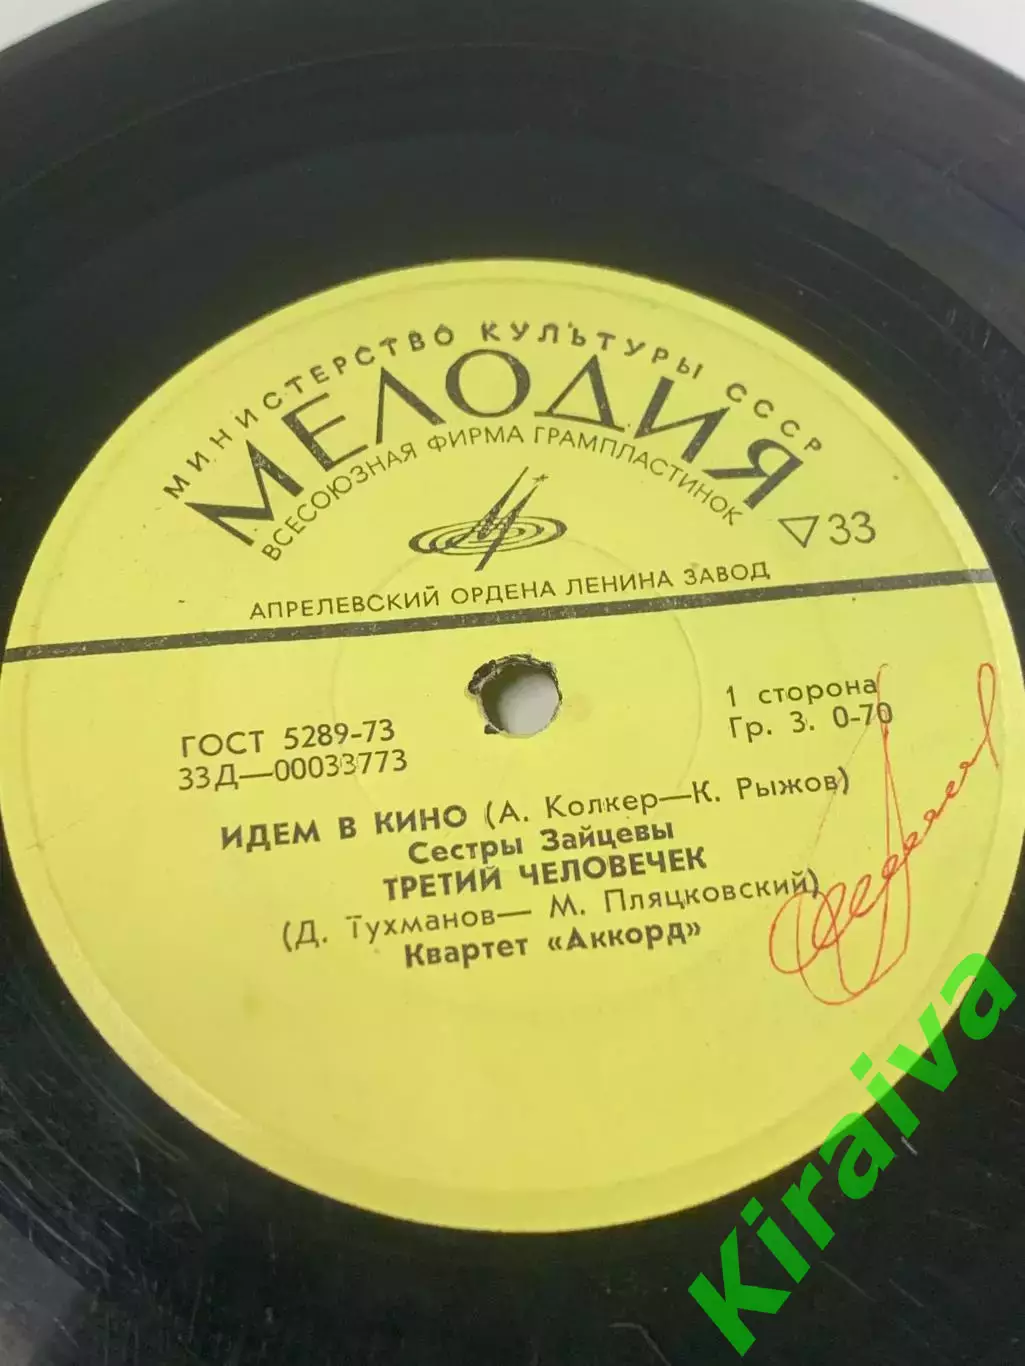 МИНИСТЕРСТВО КУЛЬТУРЫ СССР
МЕЛОДИЯ
ВСЕСОЮЗНАЯ ФИРМА ГРАМПЛАСТИНОК
33
АПРЕЛЕВСКИЙ ОРДЕНА ЛЕНИНА ЗАВОД
1 сторона
ГОСТ 5289-73
Гр. 3. 0-70
33Д—00033773
ИДЕМ В КИНО (А. Колкер—К. Рыжов)
Сестры Зайцевы
ТРЕТИЙ ЧЕЛОВЕЧЕК
(Д. Тухманов— М. Пляцковский)
Квартет «Аккорд»
Kiraiva